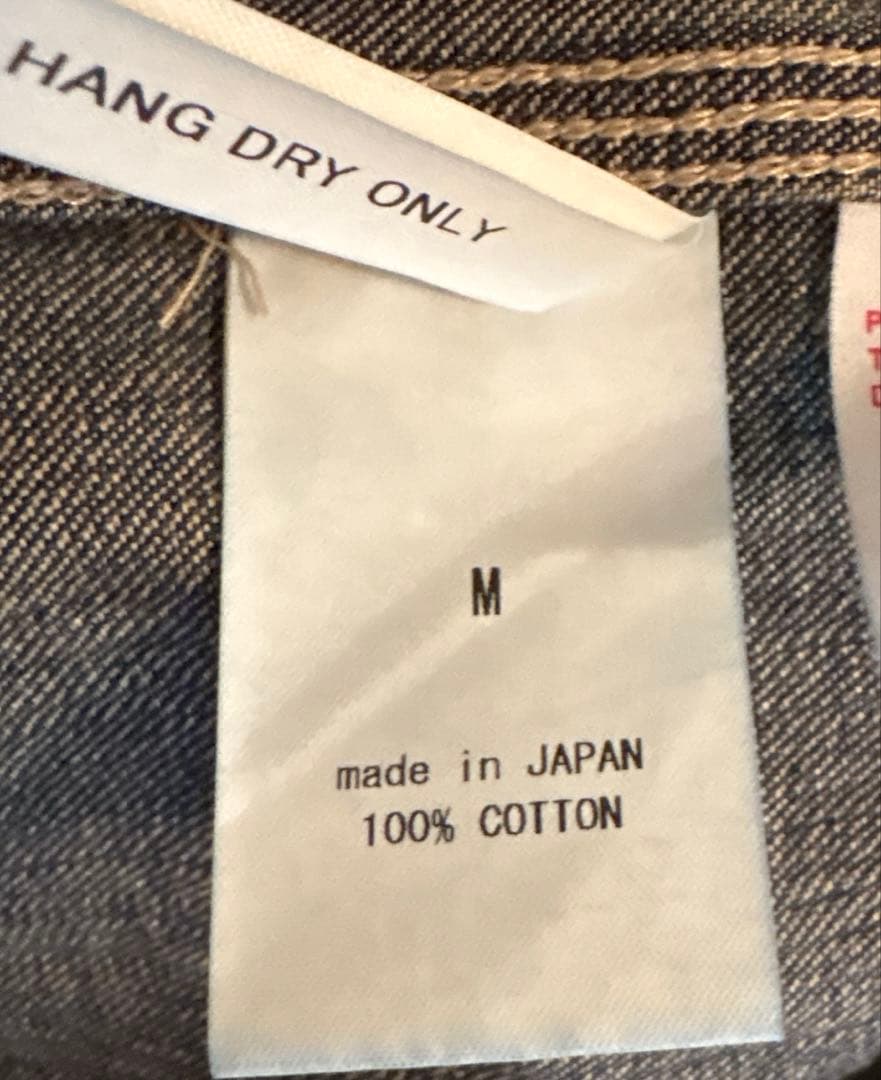 HANG DRY ONLY
M
made in JAPAN
100% COTTON